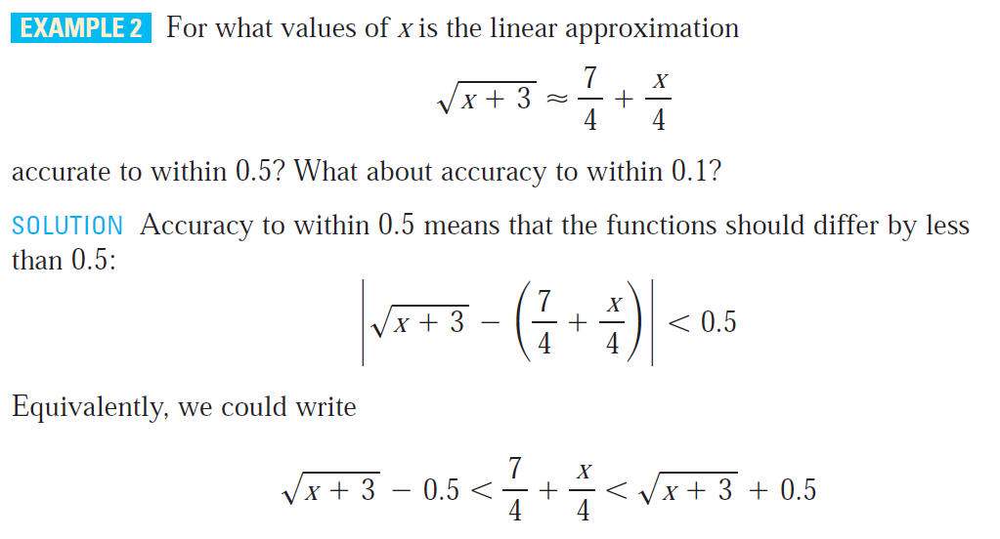 EXAMPLE 2 For what values of x is the linear approximation
√(x + 3) ≈ 7/4 + x/4
accurate to within 0.5? What about accuracy to within 0.1?
SOLUTION Accuracy to within 0.5 means that the functions should differ by less
than 0.5:
|√(x + 3) − (7/4 + x/4)| < 0.5
Equivalently, we could write
√(x + 3) − 0.5 < 7/4 + x/4 < √(x + 3) + 0.5